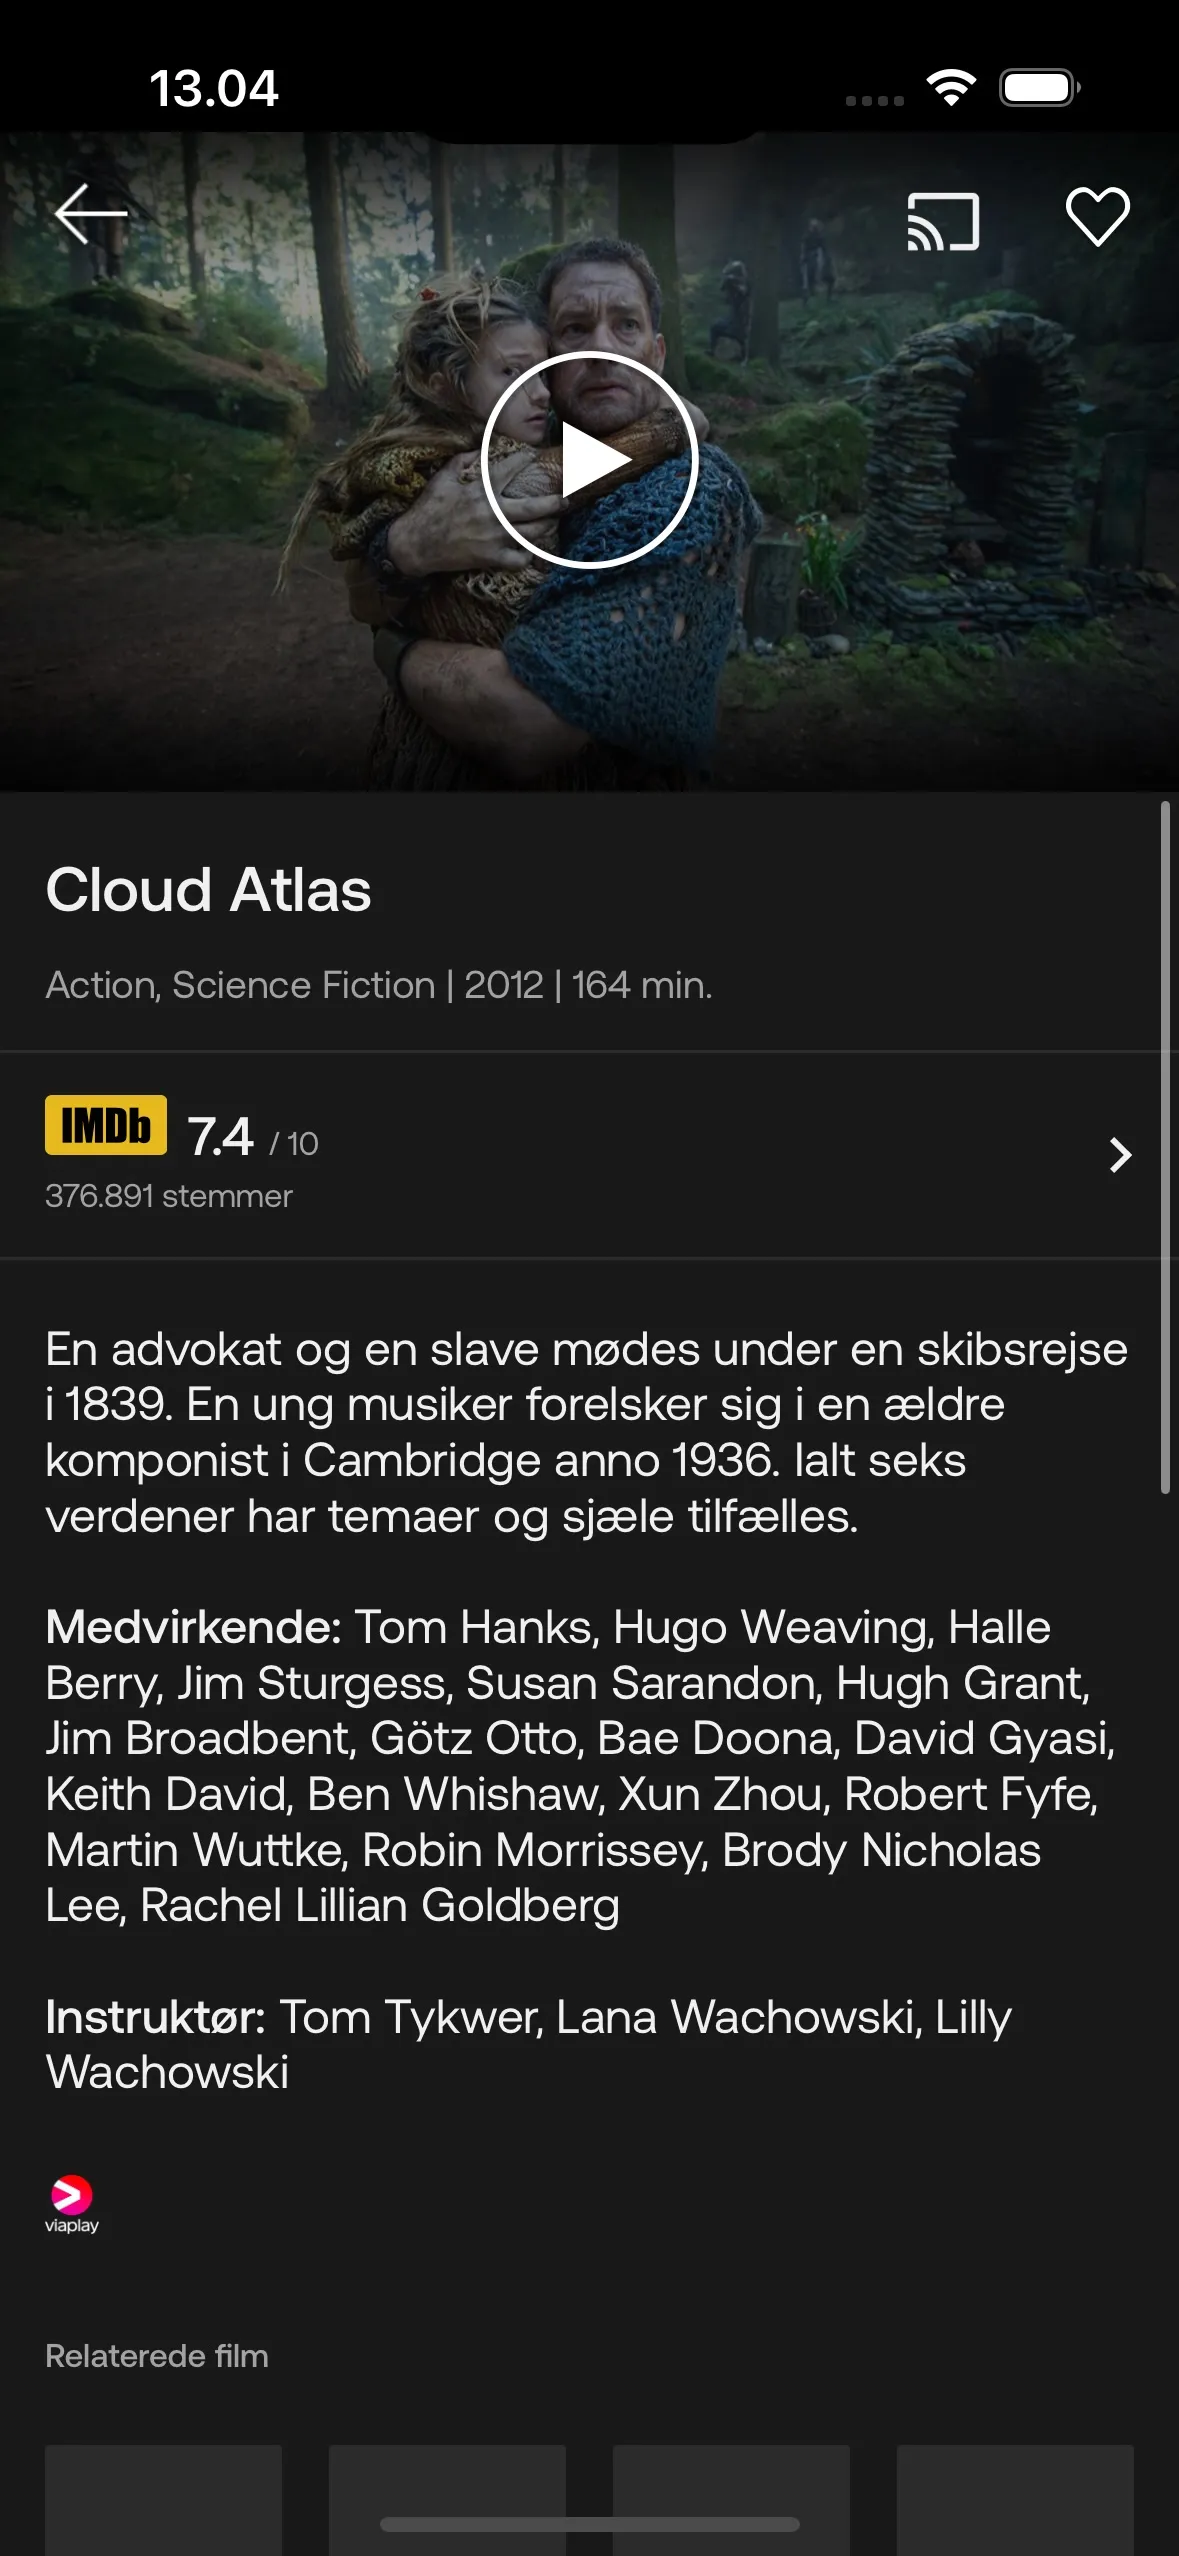 13.04
Cloud Atlas
Action, Science Fiction | 2012 | 164 min.
IMDb 7.4 / 10
376.891 stemmer
En advokat og en slave mødes under en skibsrejse
i 1839. En ung musiker forelsker sig i en ældre
komponist i Cambridge anno 1936. Ialt seks
verdener har temaer og sjæle tilfælles.
Medvirkende: Tom Hanks, Hugo Weaving, Halle
Berry, Jim Sturgess, Susan Sarandon, Hugh Grant,
Jim Broadbent, Götz Otto, Bae Doona, David Gyasi,
Keith David, Ben Whishaw, Xun Zhou, Robert Fyfe,
Martin Wuttke, Robin Morrissey, Brody Nicholas
Lee, Rachel Lillian Goldberg
Instruktør: Tom Tykwer, Lana Wachowski, Lilly
Wachowski
viaplay
Relaterede film